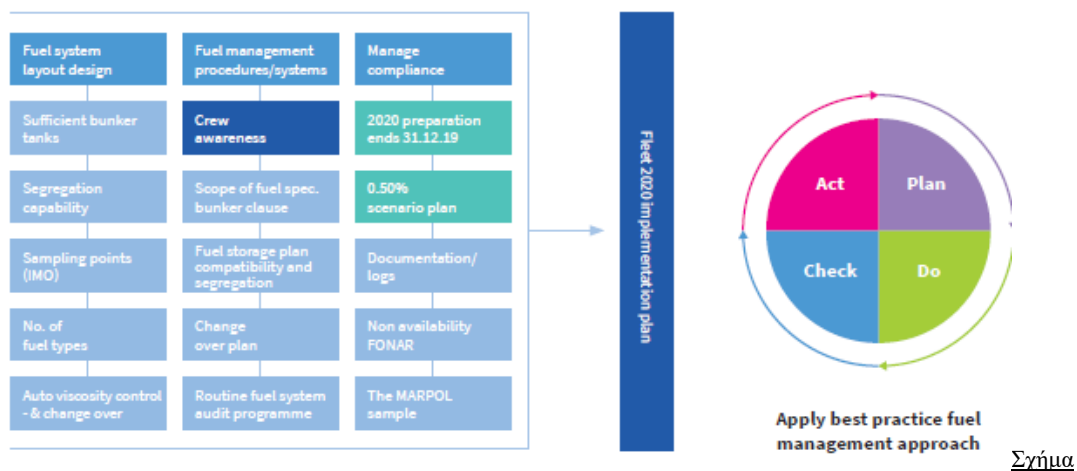 Fuel system
layout design
Sufficient bunker
tanks
Segregation
capability
Sampling points
(IMO)
No. of
fuel types
Auto viscosity control
- & change over
Fuel management
procedures/systems
Crew
awareness
Scope of fuel spec.
bunker clause
Fuel storage plan
compatibility and
segregation
Change
over plan
Routine fuel system
audit programme
Manage
compliance
2020 preparation
ends 31.12.19
0.50%
scenario plan
Documentation/
logs
Non availability
FONAR
The MARPOL
sample
Fleet 2020 implementation plan
Act
Plan
Check
Do
Apply best practice fuel
management approach
Σχήμα